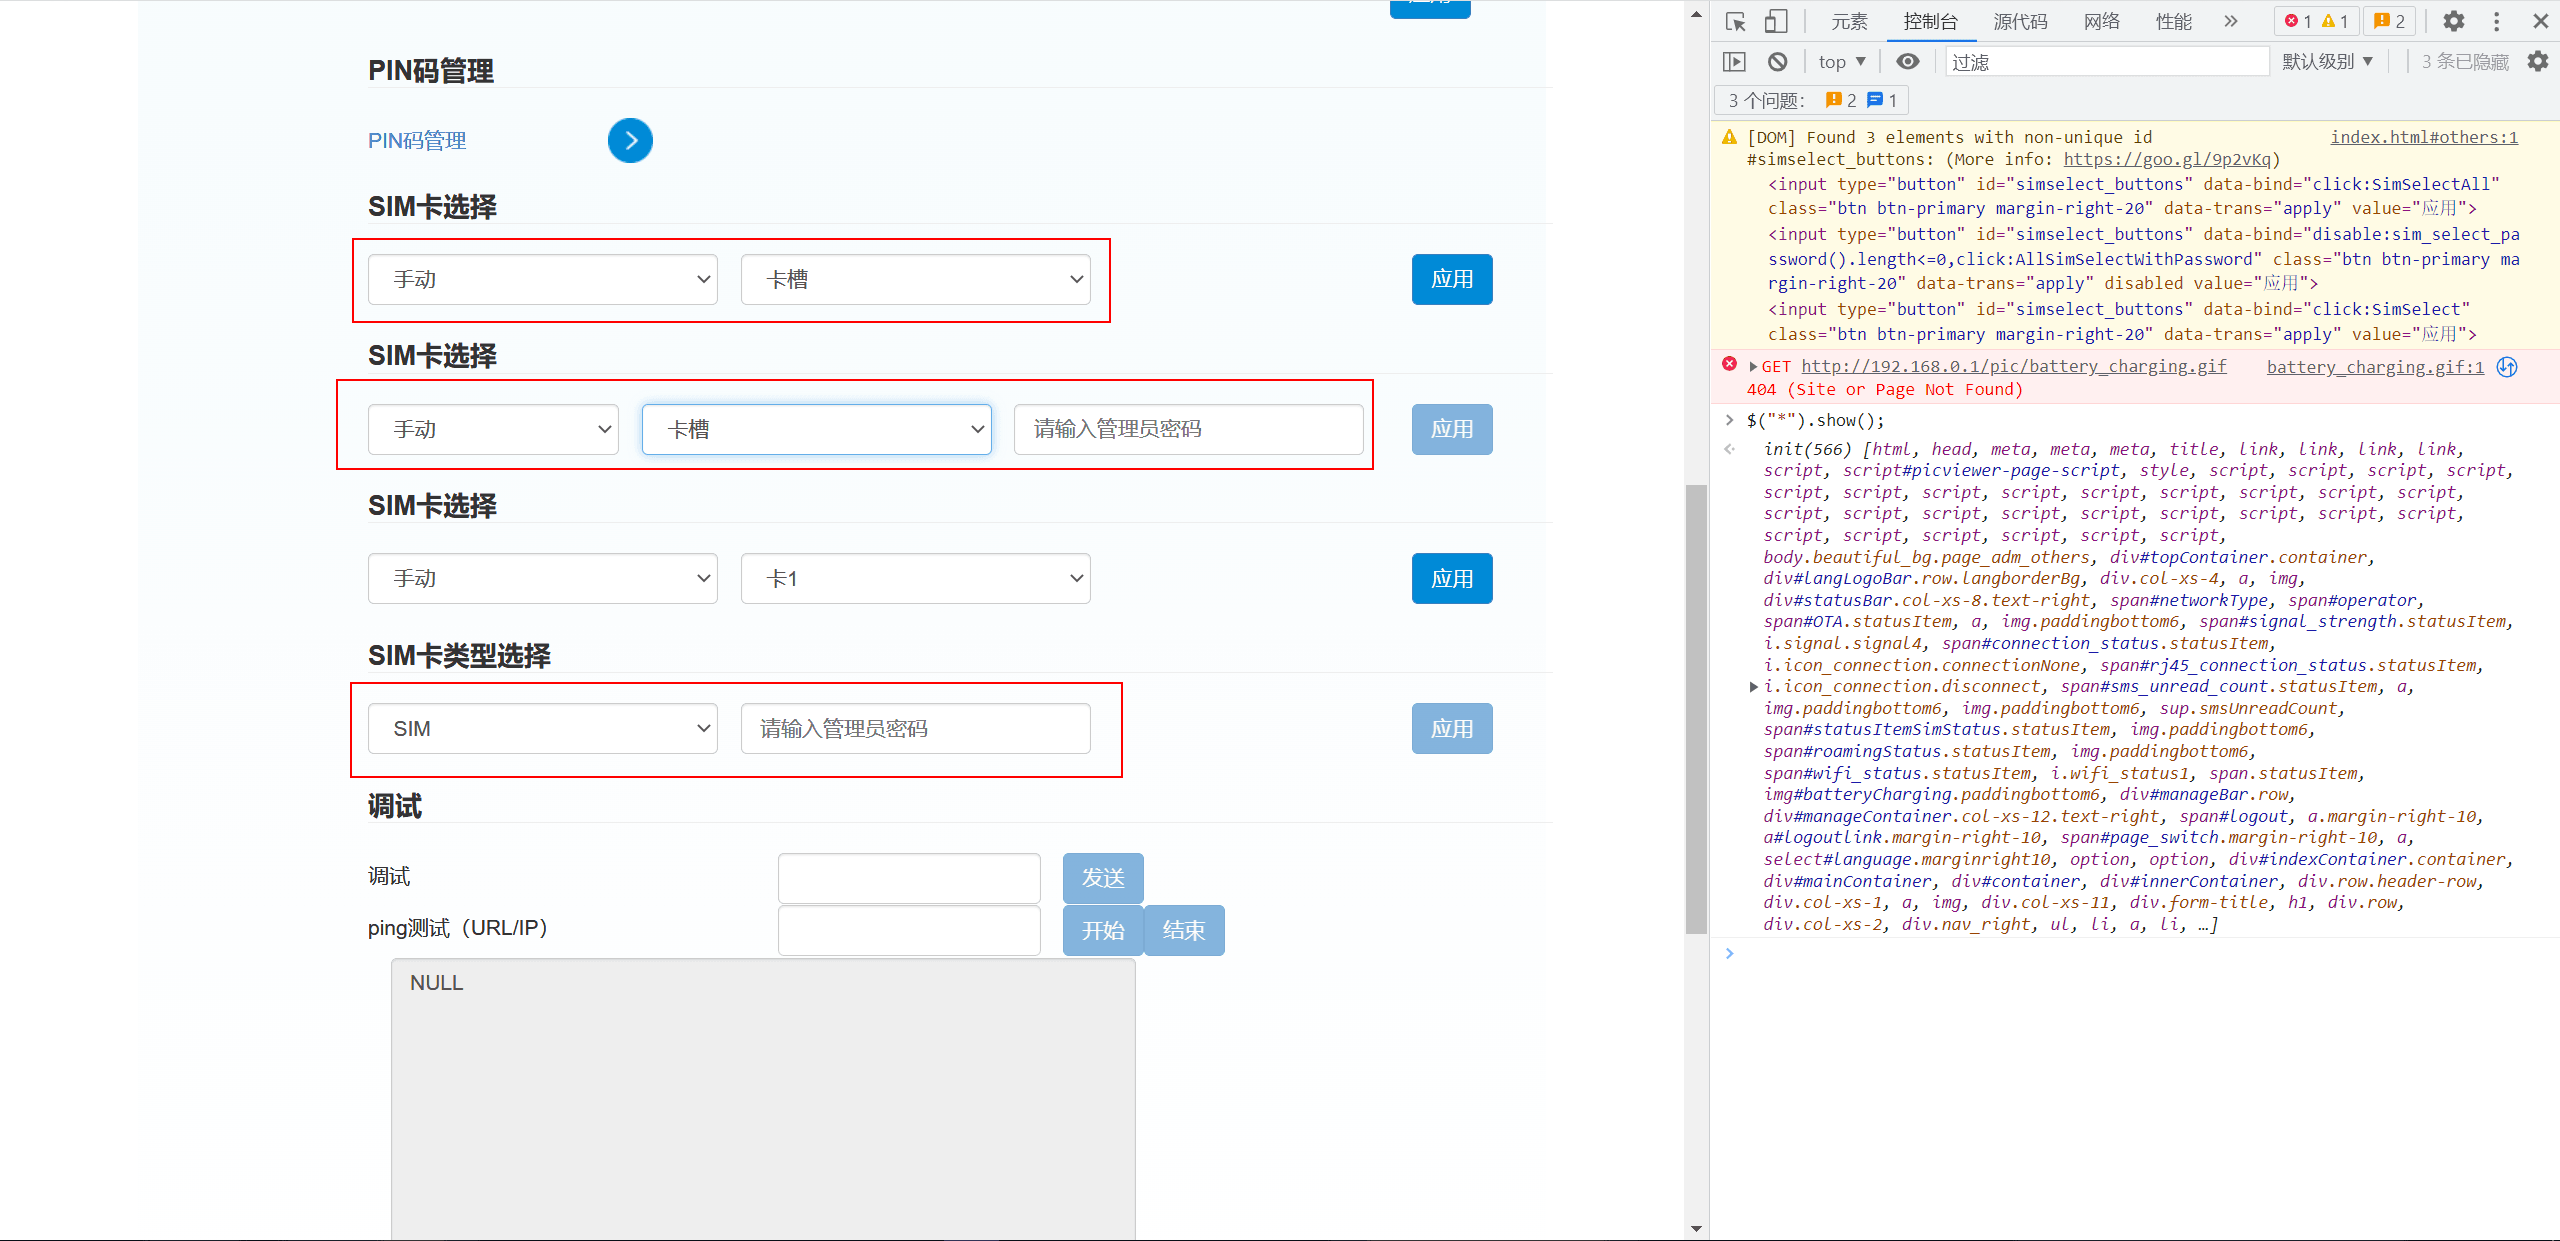 PIN码管理
PIN码管理
SIM卡选择
手动 卡槽 应用
SIM卡选择
手动 卡槽 请输入管理员密码 应用
SIM卡选择
手动 卡1 应用
SIM卡类型选择
SIM 请输入管理员密码 应用
调试
调试 发送
ping测试（URL/IP） 开始 结束
NULL
元素 控制台 源代码 网络 性能 » 1 1 2
top ▼ 过滤 默认级别 ▼ 3 条已隐藏
3 个问题： 2 1
[DOM] Found 3 elements with non-unique id index.html#others:1
#simselect_buttons: (More info: https://goo.gl/9p2vKq)
<input type="button" id="simselect_buttons" data-bind="click:SimSelectAll"
class="btn btn-primary margin-right-20" data-trans="apply" value="应用">
<input type="button" id="simselect_buttons" data-bind="disable:sim_select_pa
ssword().length<=0,click:AllSimSelectWithPassword" class="btn btn-primary ma
rgin-right-20" data-trans="apply" disabled value="应用">
<input type="button" id="simselect_buttons" data-bind="click:SimSelect"
class="btn btn-primary margin-right-20" data-trans="apply" value="应用">
GET http://192.168.0.1/pic/battery_charging.gif battery_charging.gif:1
404 (Site or Page Not Found)
$("*").show();
init(566) [html, head, meta, meta, meta, title, link, link, link, link,
script, script#picviewer-page-script, style, script, script, script, script,
script, script, script, script, script, script, script, script, script,
script, script, script, script, script, script, script, script, script,
script, script, script, script, script, script,
body.beautiful_bg.page_adm_others, div#topContainer.container,
div#langLogoBar.row.langborderBg, div.col-xs-4, a, img,
div#statusBar.col-xs-8.text-right, span#networkType, span#operator,
span#OTA.statusItem, a, img.paddingbottom6, span#signal_strength.statusItem,
i.signal.signal4, span#connection_status.statusItem,
i.icon_connection.connectionNone, span#rj45_connection_status.statusItem,
i.icon_connection.disconnect, span#sms_unread_count.statusItem, a,
img.paddingbottom6, img.paddingbottom6, sup.smsUnreadCount,
span#statusItemSimStatus.statusItem, img.paddingbottom6,
span#roamingStatus.statusItem, img.paddingbottom6,
span#wifi_status.statusItem, i.wifi_status1, span.statusItem,
img#batteryCharging.paddingbottom6, div#manageBar.row,
div#manageContainer.col-xs-12.text-right, span#logout, a.margin-right-10,
a#logoutlink.margin-right-10, span#page_switch.margin-right-10, a,
select#language.marginright10, option, option, div#indexContainer.container,
div#mainContainer, div#container, div#innerContainer, div.row.header-row,
div.col-xs-1, a, img, div.col-xs-11, div.form-title, h1, div.row,
div.col-xs-2, div.nav_right, ul, li, a, li, …]